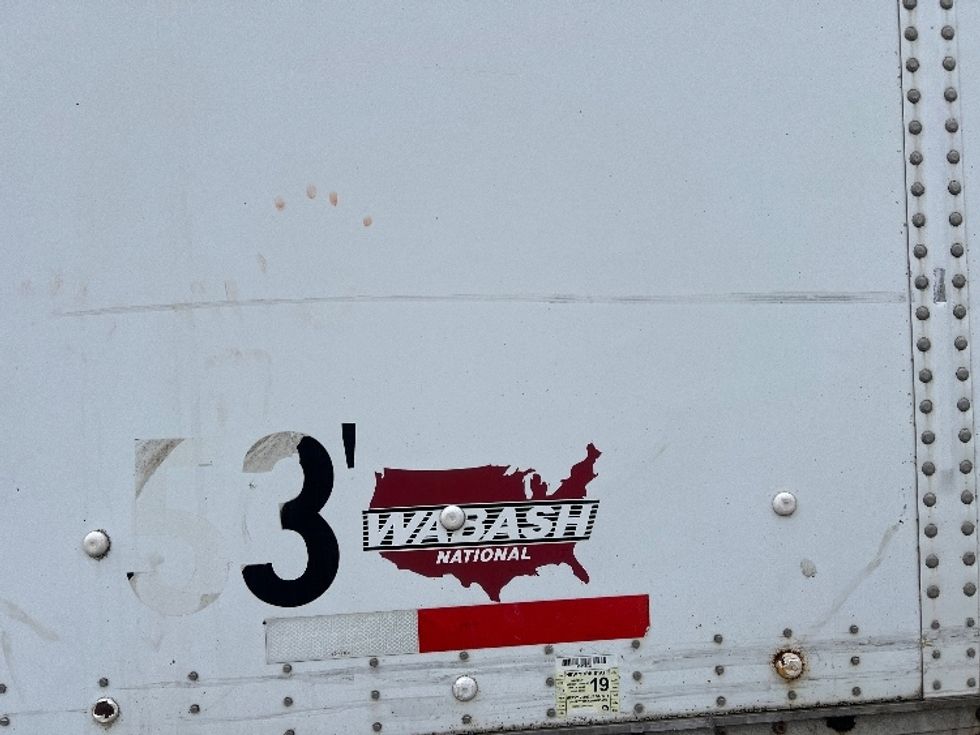 53'
WABASH
NATIONAL
19